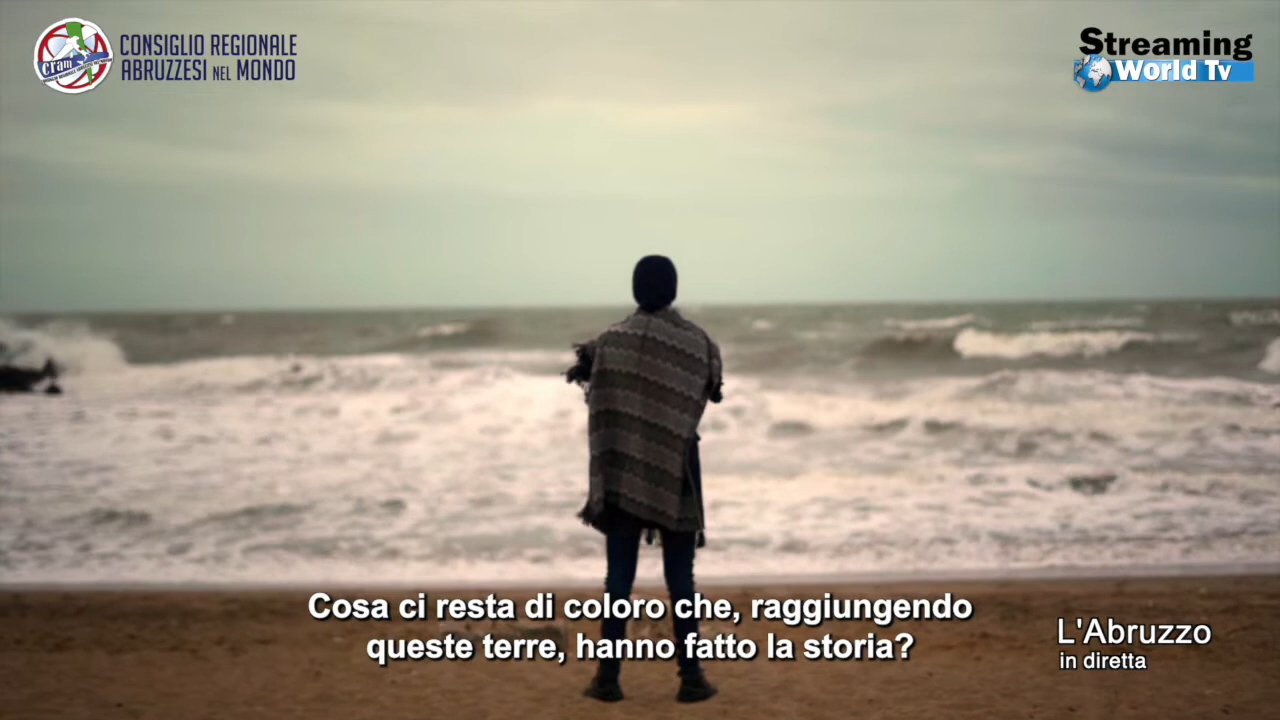 cram
CONSIGLIO REGIONALE
ABRUZZESI NEL MONDO
Streaming
World Tv
Cosa ci resta di coloro che, raggiungendo
queste terre, hanno fatto la storia?
L'Abruzzo
in diretta